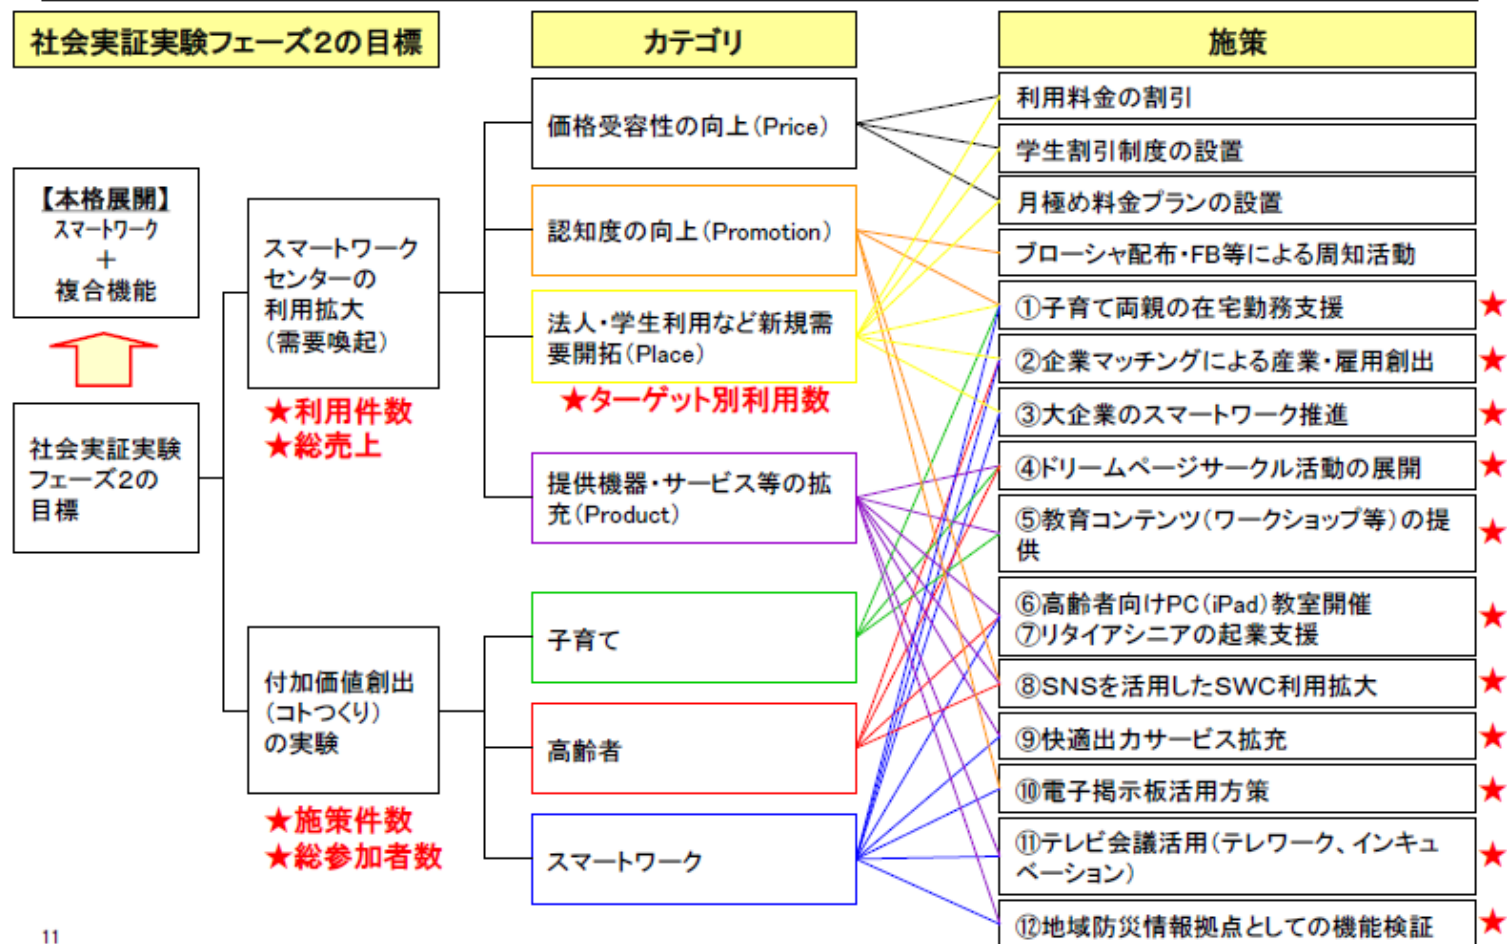 社会実証実験フェーズ2の目標
カテゴリ
施策
【本格展開】
スマートワーク
＋
複合機能
社会実証実験
フェーズ2の
目標
スマートワーク
センターの
利用拡大
（需要喚起）
★利用件数
★総売上
付加価値創出
（コトつくり）
の実験
★施策件数
★総参加者数
価格受容性の向上（Price）
認知度の向上（Promotion）
法人・学生利用など新規需
要開拓（Place）
★ターゲット別利用数
提供機器・サービス等の拡
充（Product）
子育て
高齢者
スマートワーク
利用料金の割引
学生割引制度の設置
月極め料金プランの設置
ブローシャ配布・FB等による周知活動
①子育て両親の在宅勤務支援 ★
②企業マッチングによる産業・雇用創出 ★
③大企業のスマートワーク推進 ★
④ドリームページサークル活動の展開 ★
⑤教育コンテンツ（ワークショップ等）の提
供 ★
⑥高齢者向けPC（iPad）教室開催
⑦リタイアシニアの起業支援 ★
⑧SNSを活用したSWC利用拡大 ★
⑨快適出力サービス拡充 ★
⑩電子掲示板活用方策 ★
⑪テレビ会議活用（テレワーク、インキュ
ベーション） ★
⑫地域防災情報拠点としての機能検証 ★
11